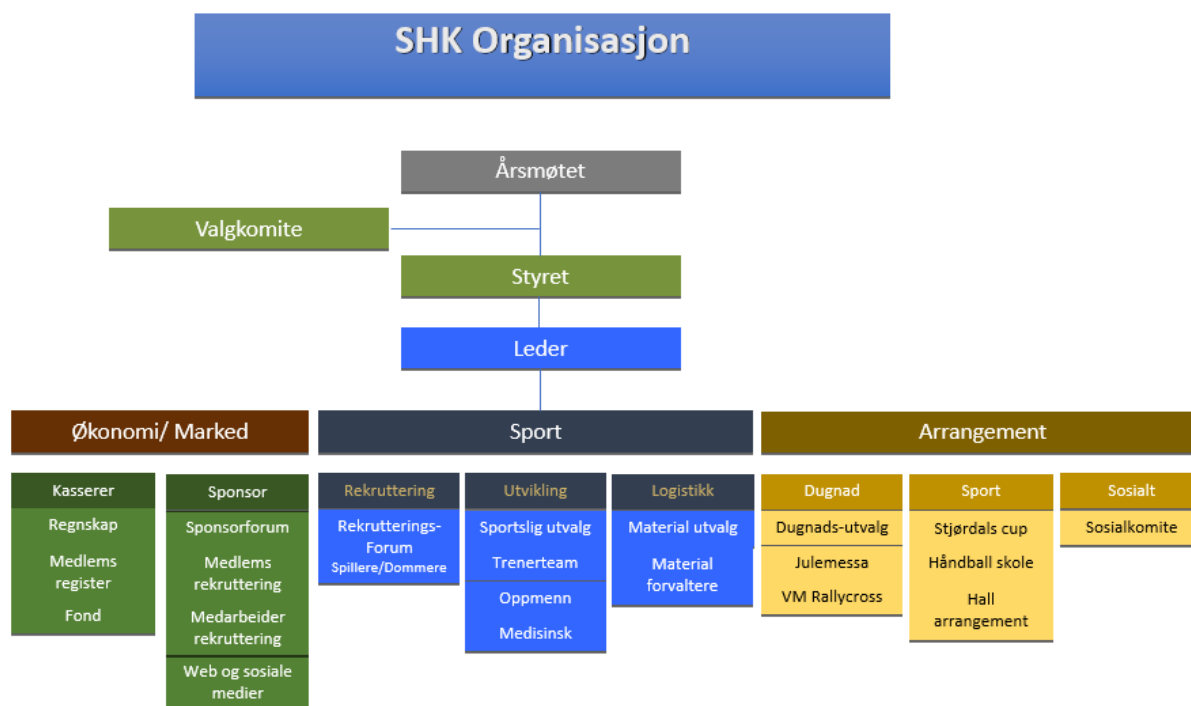 SHK Organisasjon
Årsmøtet
Valgkomite
Styret
Leder
Økonomi/ Marked
Sport
Arrangement
Kasserer
Regnskap
Medlems
register
Fond
Sponsor
Sponsorforum
Medlems
rekruttering
Medarbeider
rekruttering
Web og sosiale
medier
Rekruttering
Rekrutterings-
Forum
Spillere/Dommere
Utvikling
Sportslig utvalg
Trenerteam
Oppmenn
Medisinsk
Logistikk
Material utvalg
Material
forvaltere
Dugnad
Dugnads-utvalg
Julemessa
VM Rallycross
Sport
Stjørdals cup
Håndball skole
Hall
arrangement
Sosialt
Sosialkomite